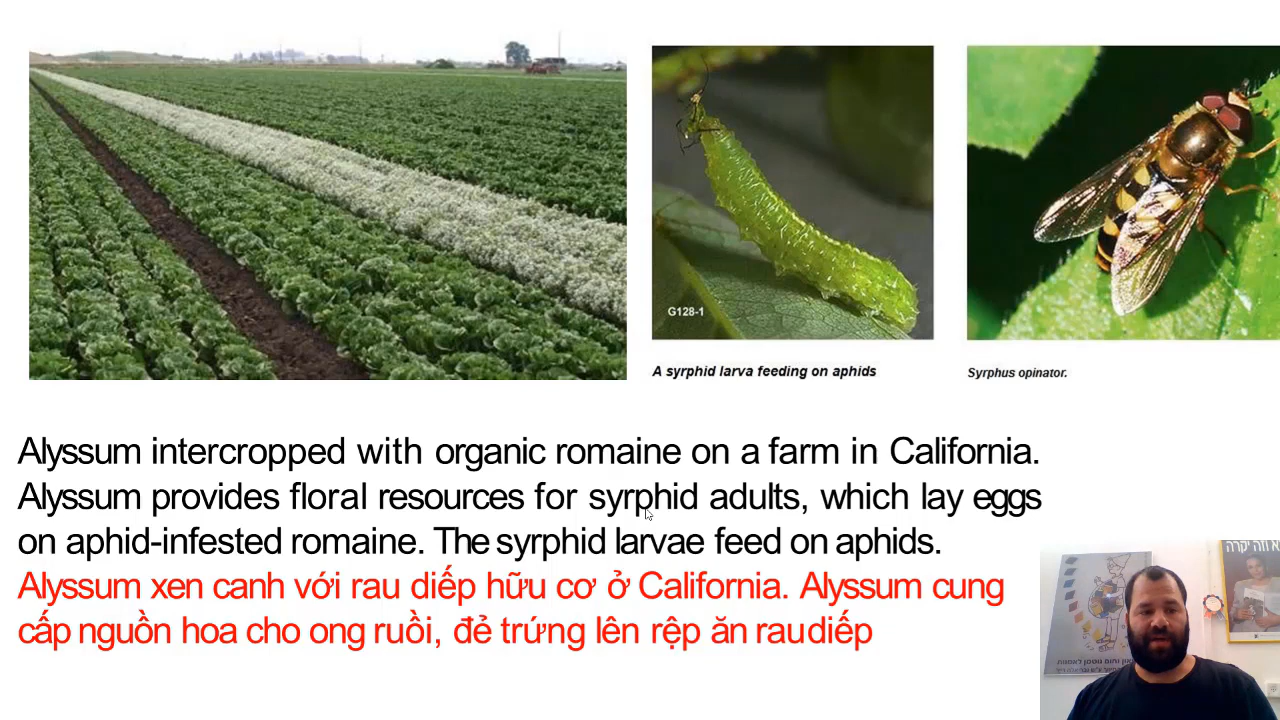 G128-1
A syrphid larva feeding on aphids
Syrphus opinator.
Alyssum intercropped with organic romaine on a farm in California.
Alyssum provides floral resources for syrphid adults, which lay eggs
on aphid-infested romaine. The syrphid larvae feed on aphids.
Alyssum xen canh với rau diếp hữu cơ ở California. Alyssum cung
cấp nguồn hoa cho ong ruồi, đẻ trứng lên rệp ăn raudiếp
א וזה יקרה